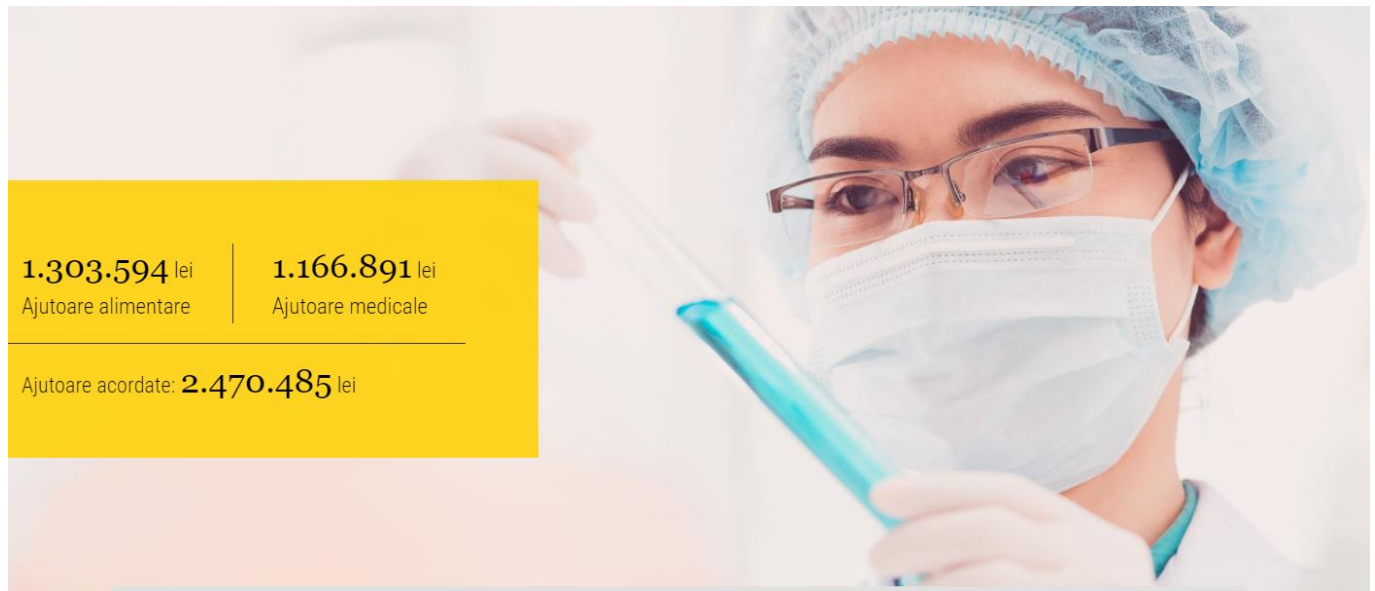 1.303.594 lei
Ajutoare alimentare
1.166.891 lei
Ajutoare medicale
Ajutoare acordate: 2.470.485 lei